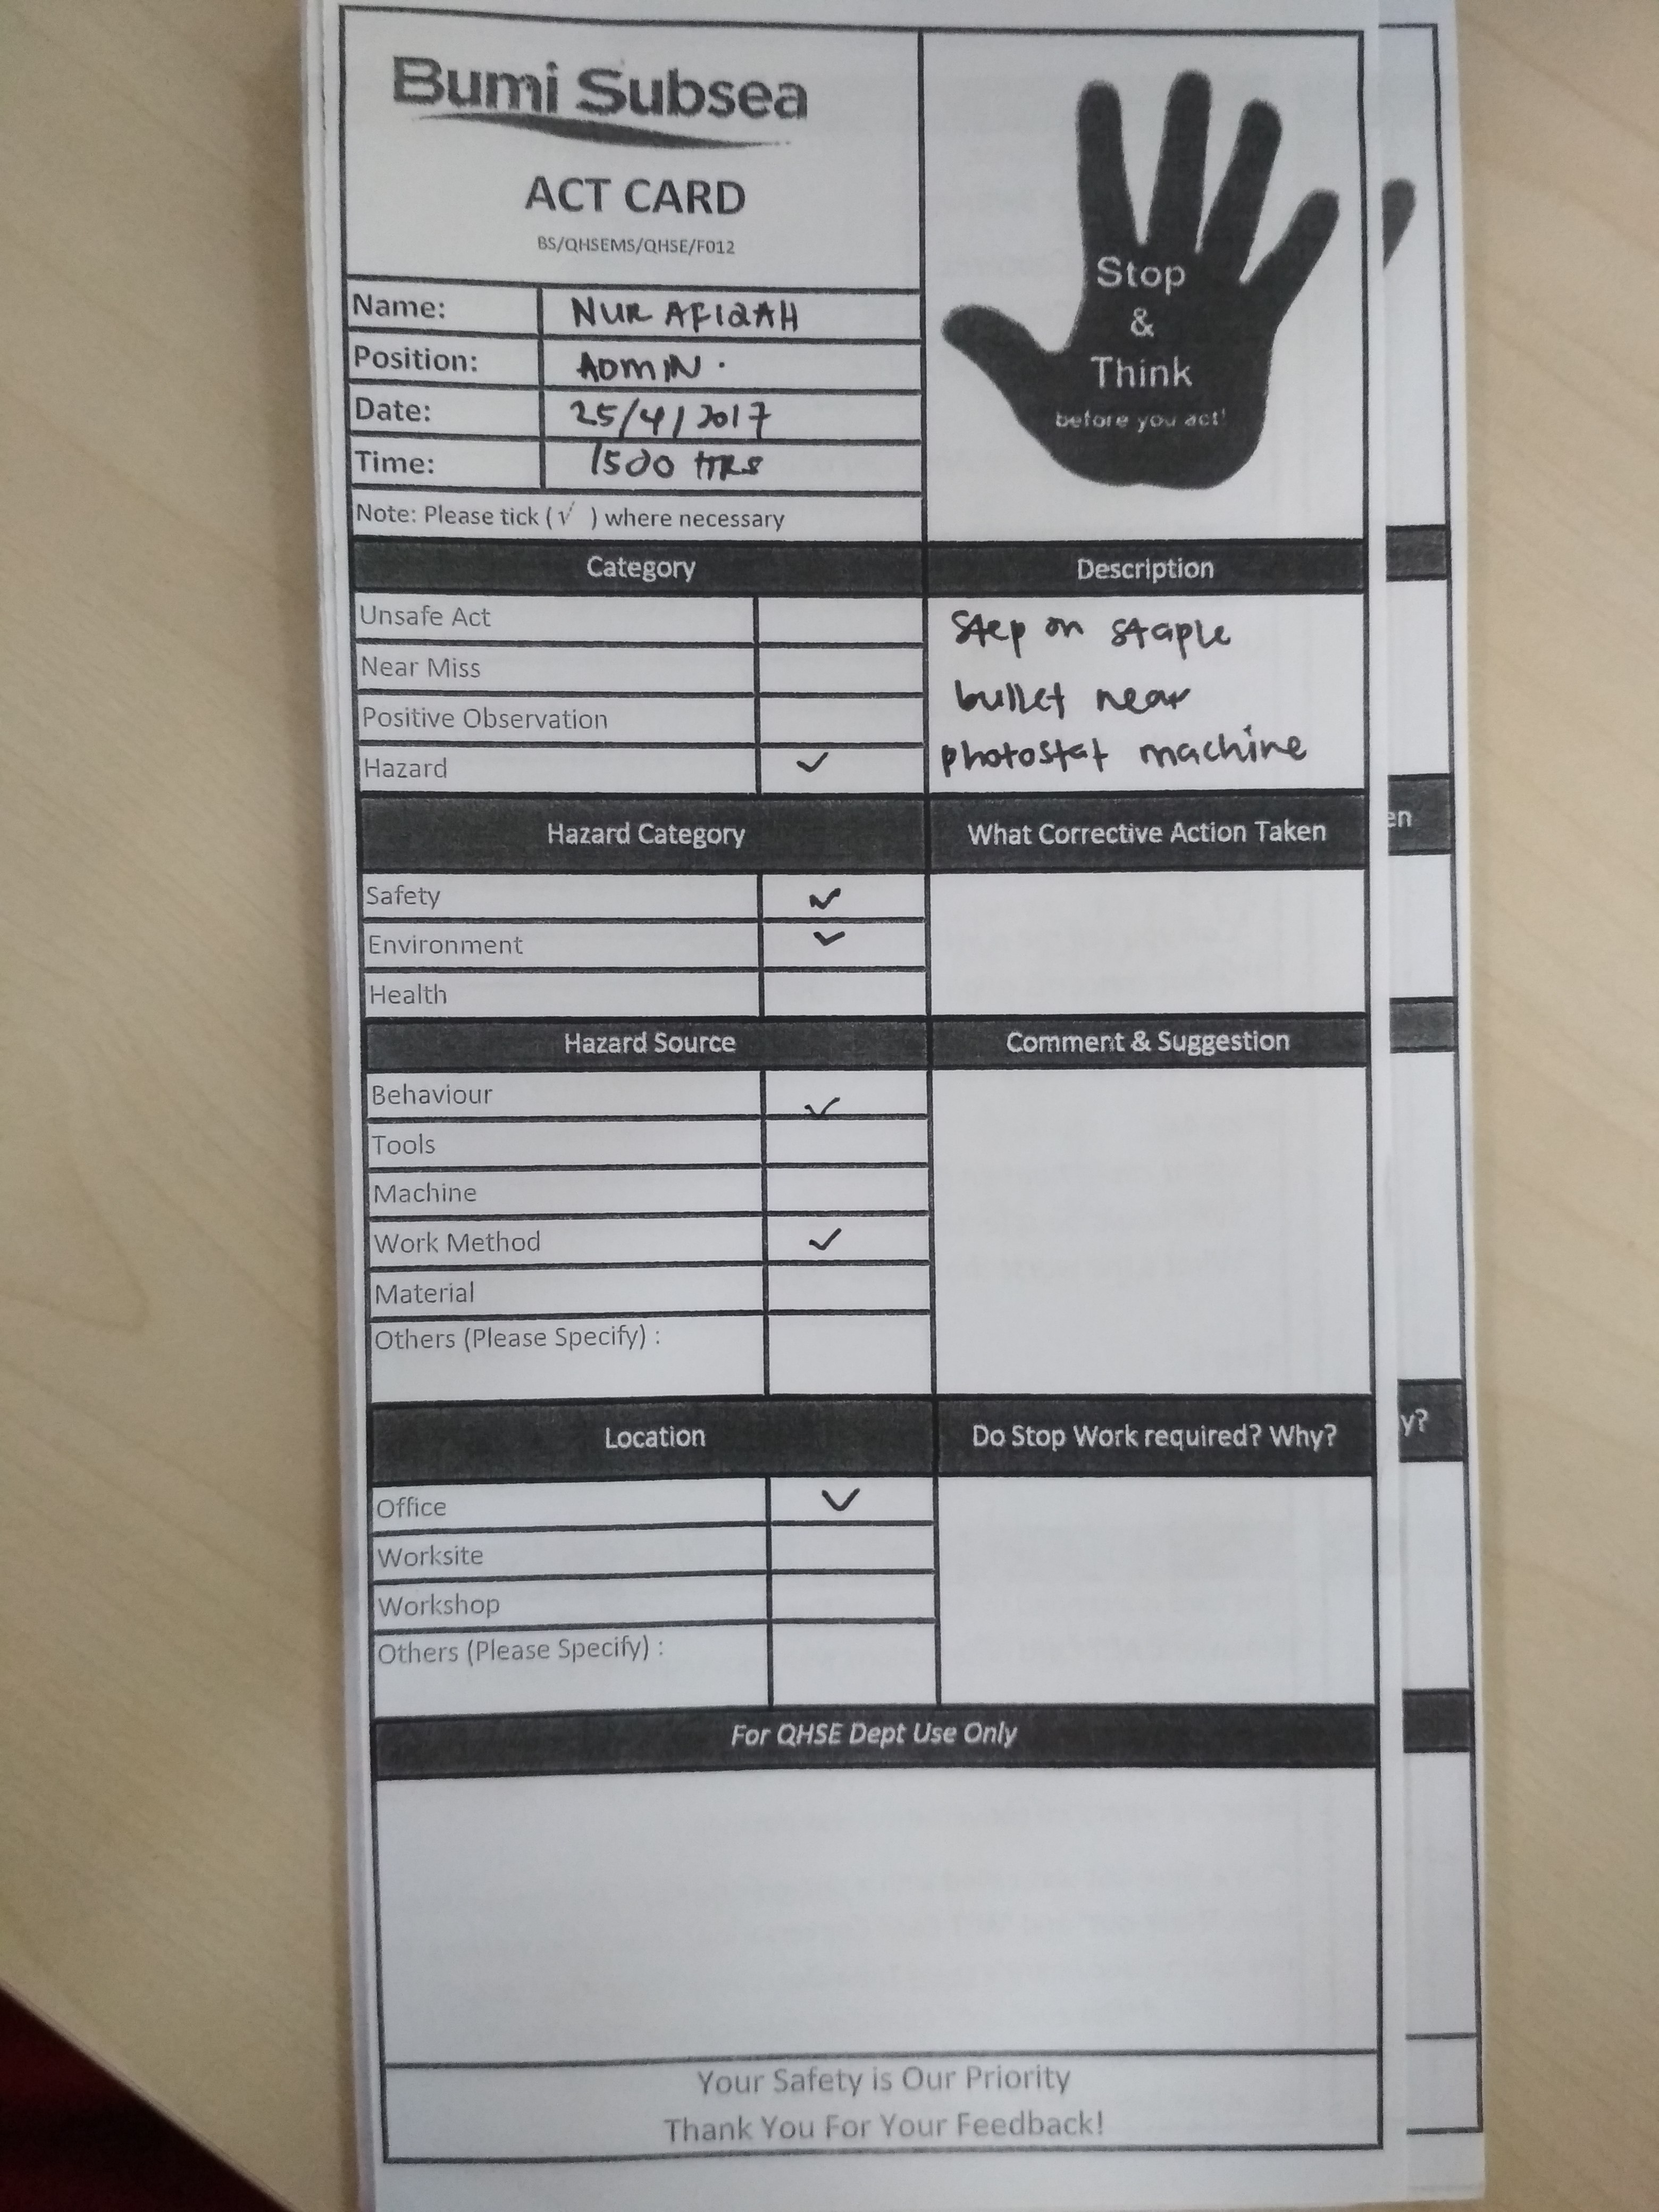 Bumi Subsea
ACT CARD
BS/QHSEMS/QHSE/F012
Name: NUR AFIQAH
Position: ADMIN.
Date: 25/4/2017
Time: 1500 HRS
Note: Please tick (√ ) where necessary
Stop
&
Think
before you act!
Category
Unsafe Act
Near Miss
Positive Observation
Hazard ✓
Description
Step on staple
bullet near
photostat machine
Hazard Category
Safety ✓
Environment ✓
Health
What Corrective Action Taken
Hazard Source
Behaviour ✓
Tools
Machine
Work Method ✓
Material
Others (Please Specify) :
Comment & Suggestion
Location
Office ✓
Worksite
Workshop
Others (Please Specify) :
Do Stop Work required? Why?
For QHSE Dept Use Only
Your Safety is Our Priority
Thank You For Your Feedback!
en
y?